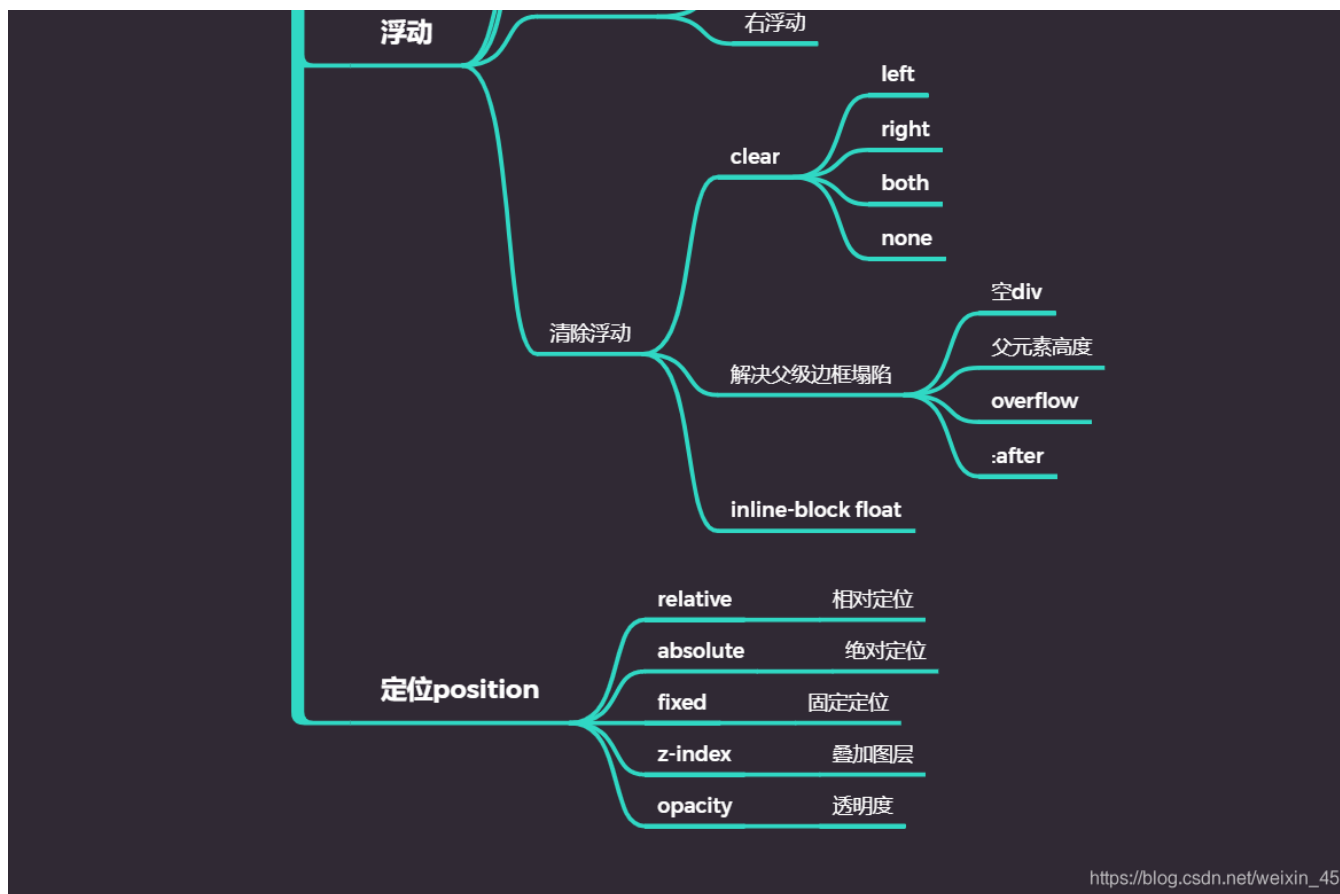 浮动
右浮动
left
right
clear
both
none
空div
清除浮动
父元素高度
解决父级边框塌陷
overflow
:after
inline-block float
relative 相对定位
absolute 绝对定位
定位position
fixed 固定定位
z-index 叠加图层
opacity 透明度
https://blog.csdn.net/weixin_45